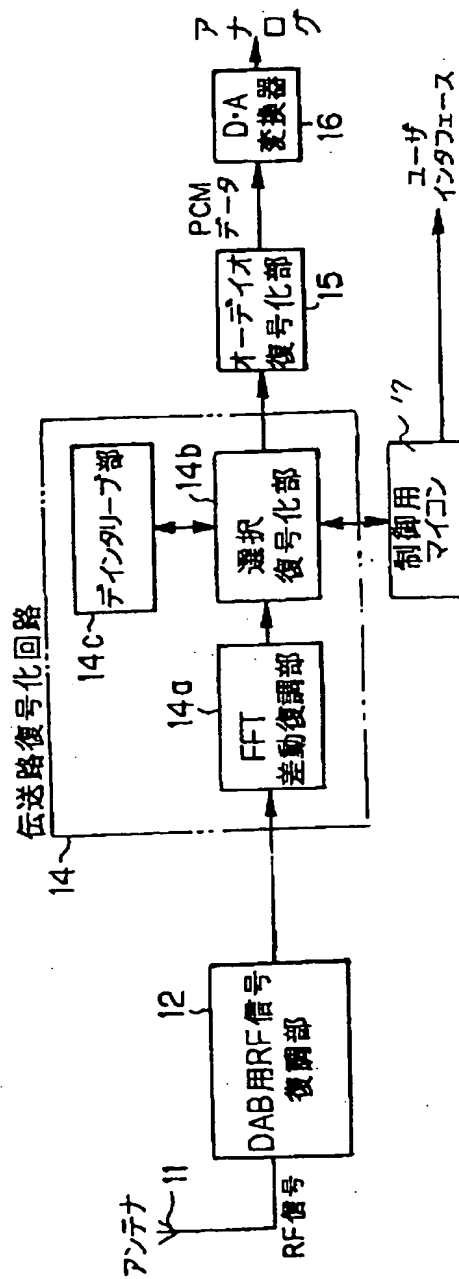 アンテナ
11
RF信号
12
DAB用RF信号
復調部
伝送路復号化回路
14
14a
FFT
差動復調部
14c
デインタリーブ部
14b
選択
復号化部
オーディオ
復号化部
15
PCM
データ
D・A
変換器
16
アナログ
制御用
マイコン
17
ユーザ
インタフェース